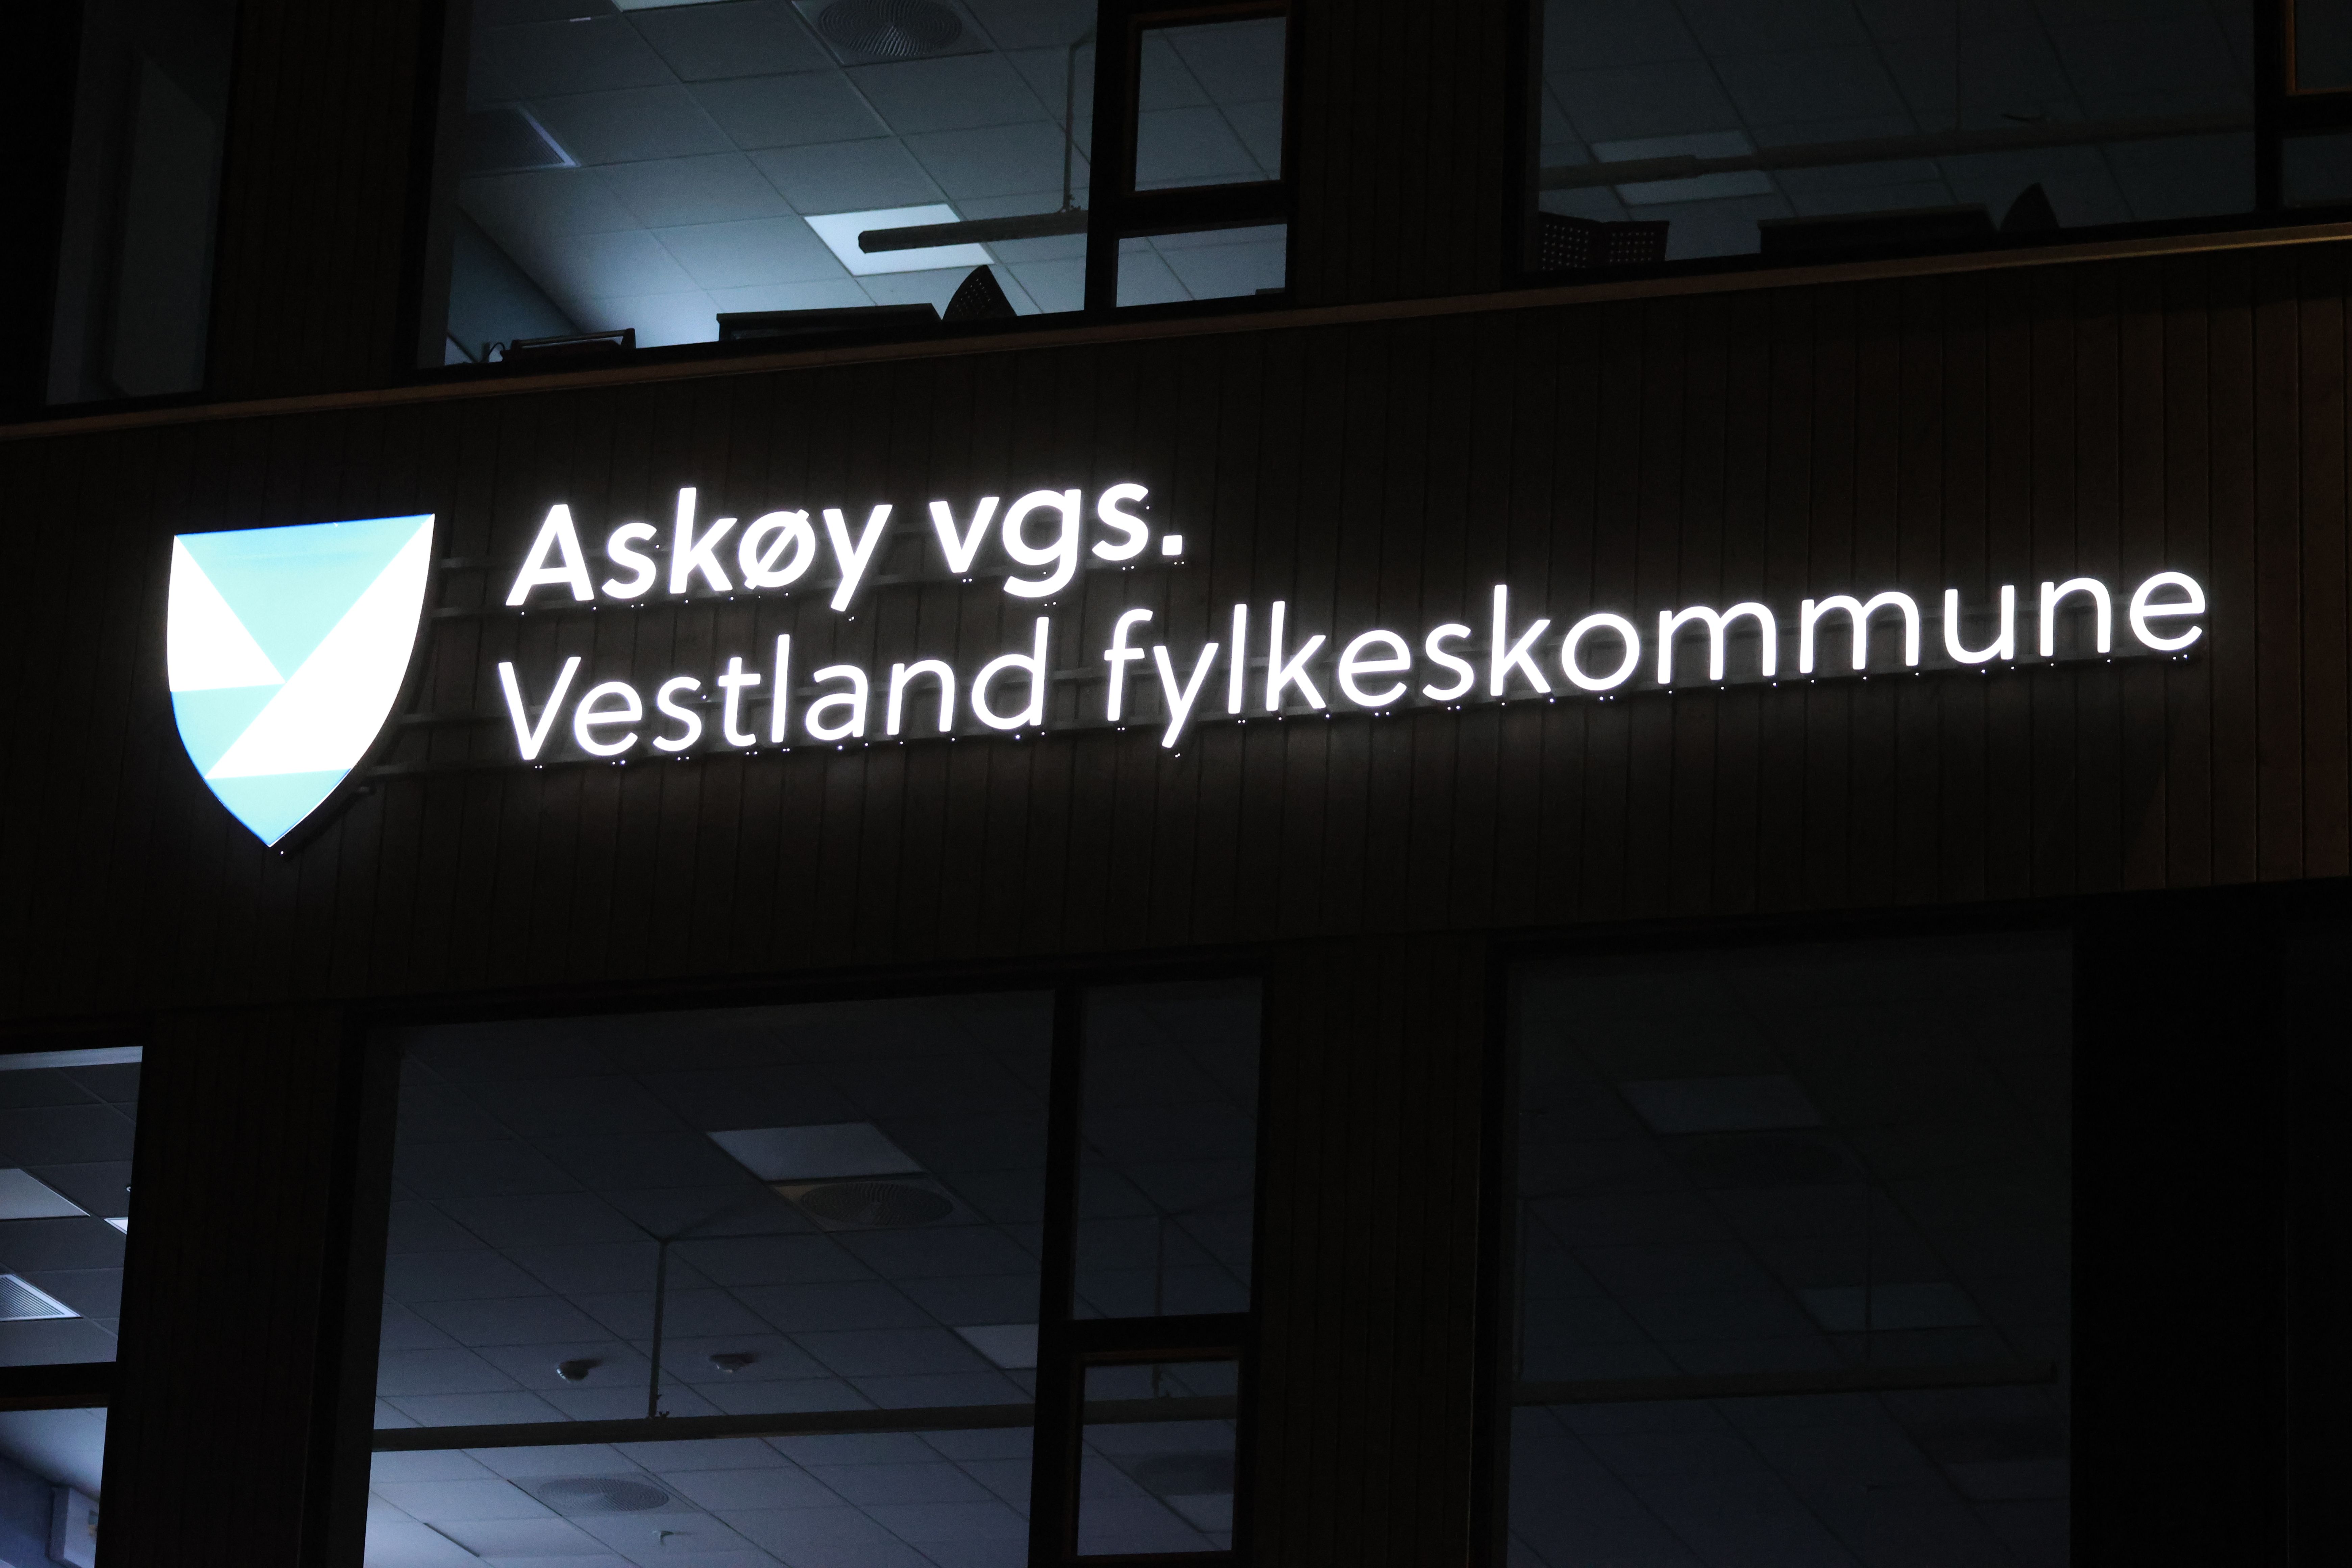 Askøy vgs.
Vestland fylkeskommune